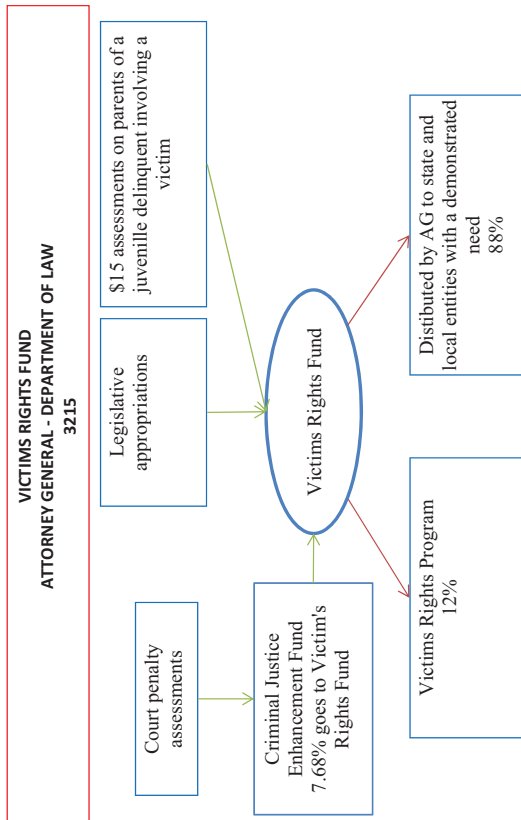 VICTIMS RIGHTS FUND
ATTORNEY GENERAL - DEPARTMENT OF LAW
3215
Court penalty
assessments
Legislative
appropriations
$15 assessments on parents of a
juvenille delinquent involving a
victim
Criminal Justice
Enhancement Fund
7.68% goes to Victim's
Rights Fund
Victims Rights Fund
Victims Rights Program
12%
Distibuted by AG to state and
local entities with a demonstrated
need
88%